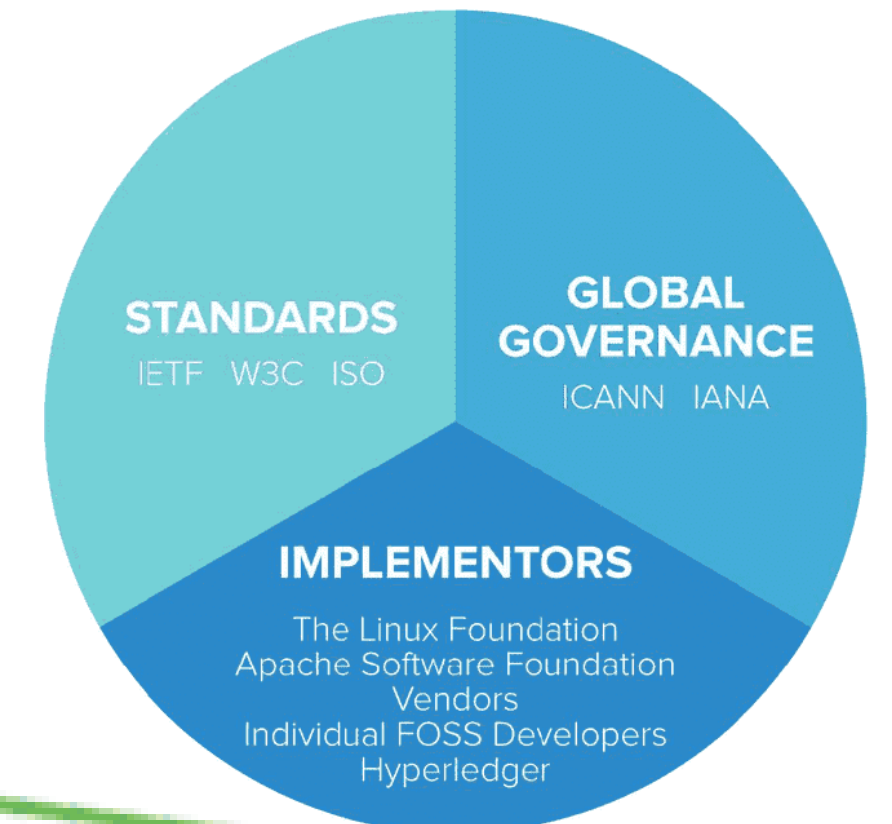 STANDARDS
IETF W3C ISO
GLOBAL
GOVERNANCE
ICANN IANA
IMPLEMENTORS
The Linux Foundation
Apache Software Foundation
Vendors
Individual FOSS Developers
Hyperledger